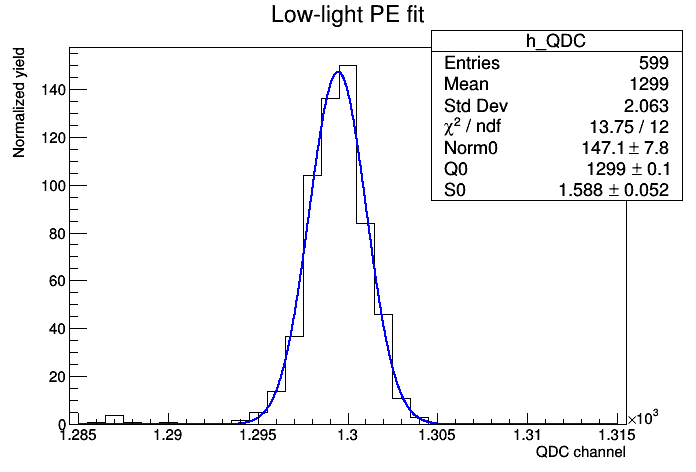 Low-light PE fit
h_QDC
Entries 599
Mean 1299
Std Dev 2.063
χ² / ndf 13.75 / 12
Norm0 147.1 ± 7.8
Q0 1299 ± 0.1
S0 1.588 ± 0.052
Normalized yield
140
120
100
80
60
40
20
0
1.285 1.29 1.295 1.3 1.305 1.31 1.315
×10³
QDC channel